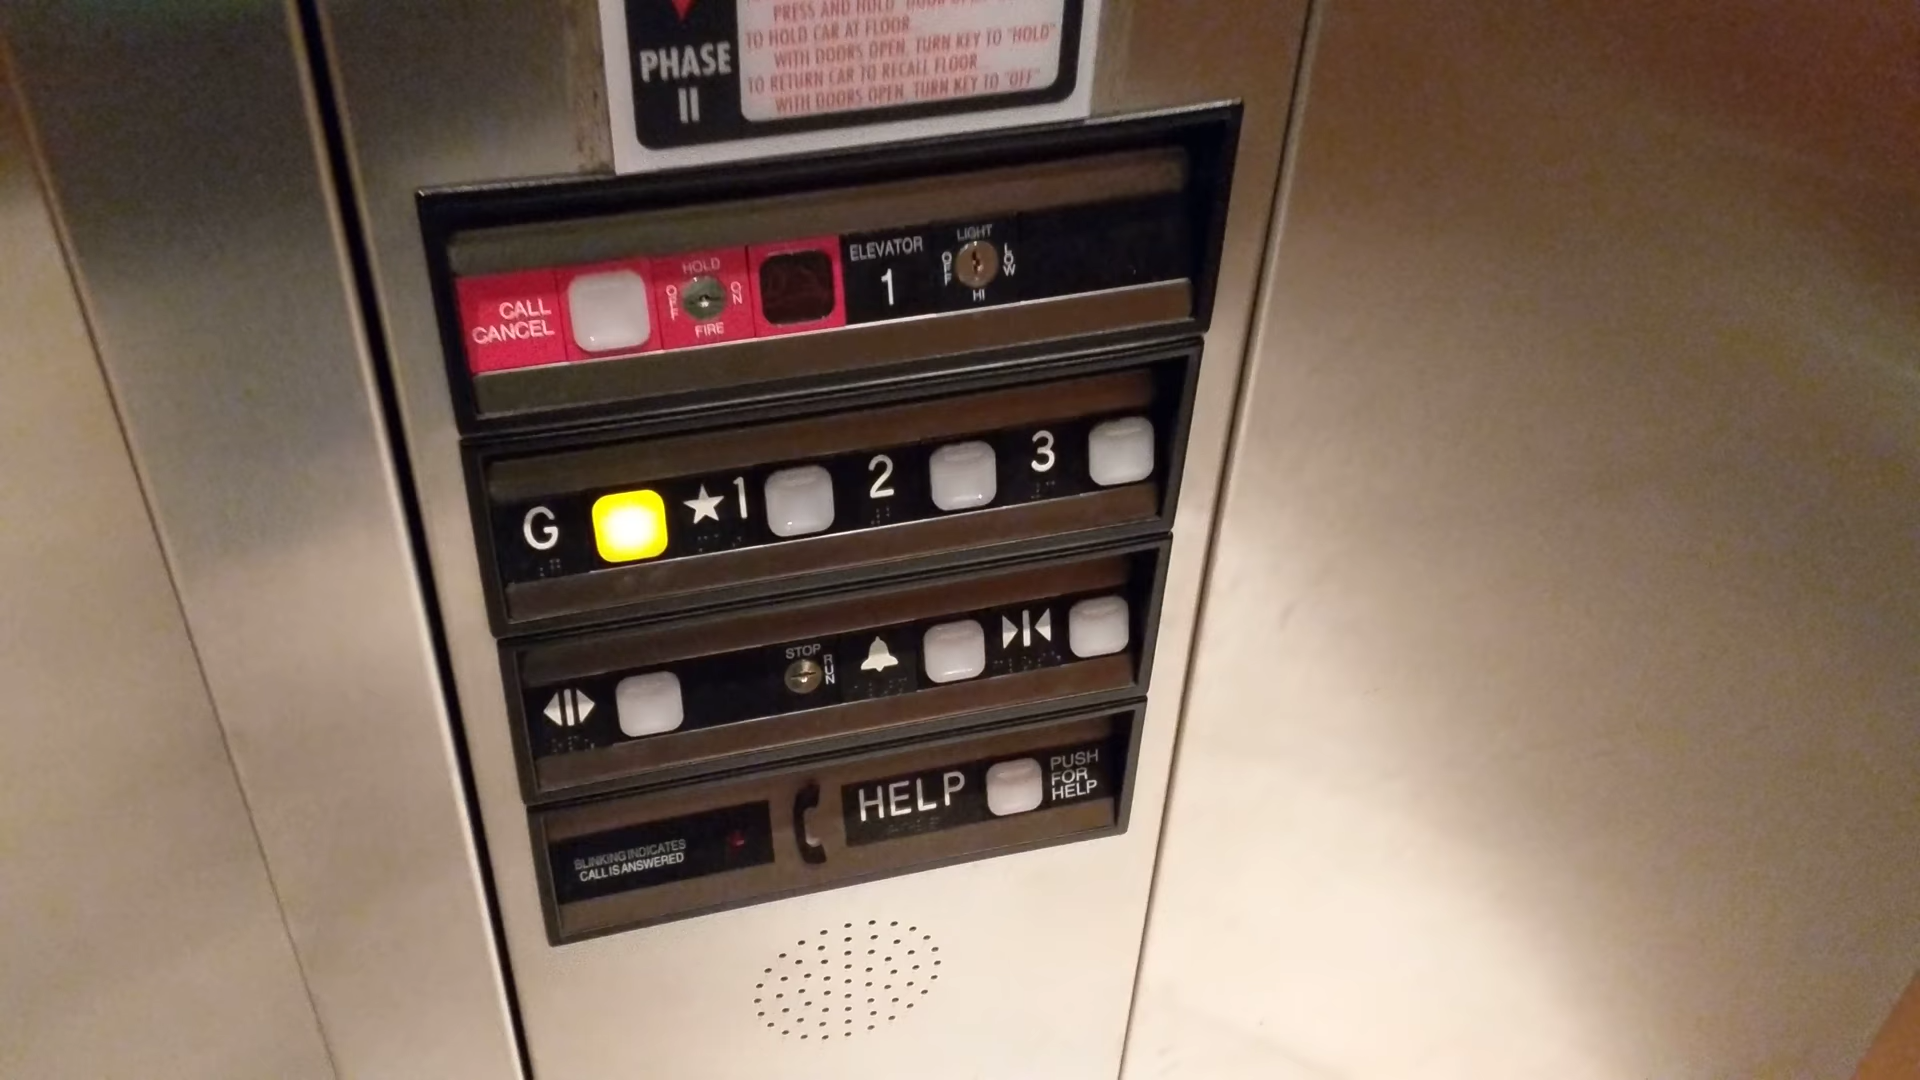 PRESS AND HOLD "DOOR
TO HOLD CAR AT FLOOR
WITH DOORS OPEN, TURN KEY TO "HOLD"
TO RETURN CAR TO RECALL FLOOR
WITH DOORS OPEN, TURN KEY TO "OFF"
PHASE
II
CALL
CANCEL
HOLD
OFF
ON
FIRE
ELEVATOR
1
LIGHT
OFF
LOW
HI
G
★1
2
3
STOP
RUN
HELP
PUSH
FOR
HELP
BLINKING INDICATES
CALL IS ANSWERED